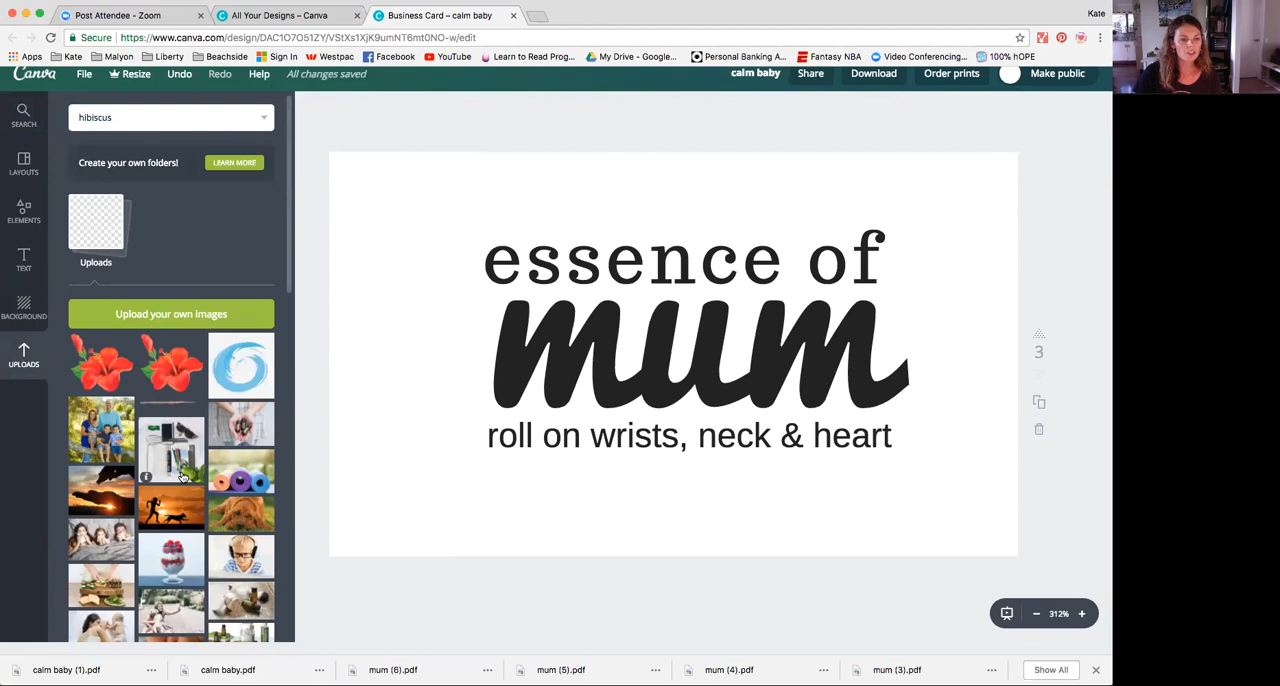 Post Attendee - Zoom
All Your Designs – Canva
Business Card – calm baby
Kate
Secure
https://www.canva.com/design/DAC1O7O51ZY/VStXs1XjK9umNT6mt0NO-w/edit
Apps
Kate
Malyon
Liberty
Beachside
Sign In
Westpac
Facebook
YouTube
Learn to Read Prog...
My Drive - Google...
Personal Banking A...
Fantasy NBA
Video Conferencing...
100% hOPE
Canva
File
Resize
Undo
Redo
Help
All changes saved
calm baby
Share
Download
Order prints
Make public
SEARCH
LAYOUTS
ELEMENTS
TEXT
BACKGROUND
UPLOADS
hibiscus
Create your own folders!
LEARN MORE
Uploads
Upload your own images
essence of
mum
roll on wrists, neck & heart
3
312%
calm baby (1).pdf
calm baby.pdf
mum (6).pdf
mum (5).pdf
mum (4).pdf
mum (3).pdf
Show All